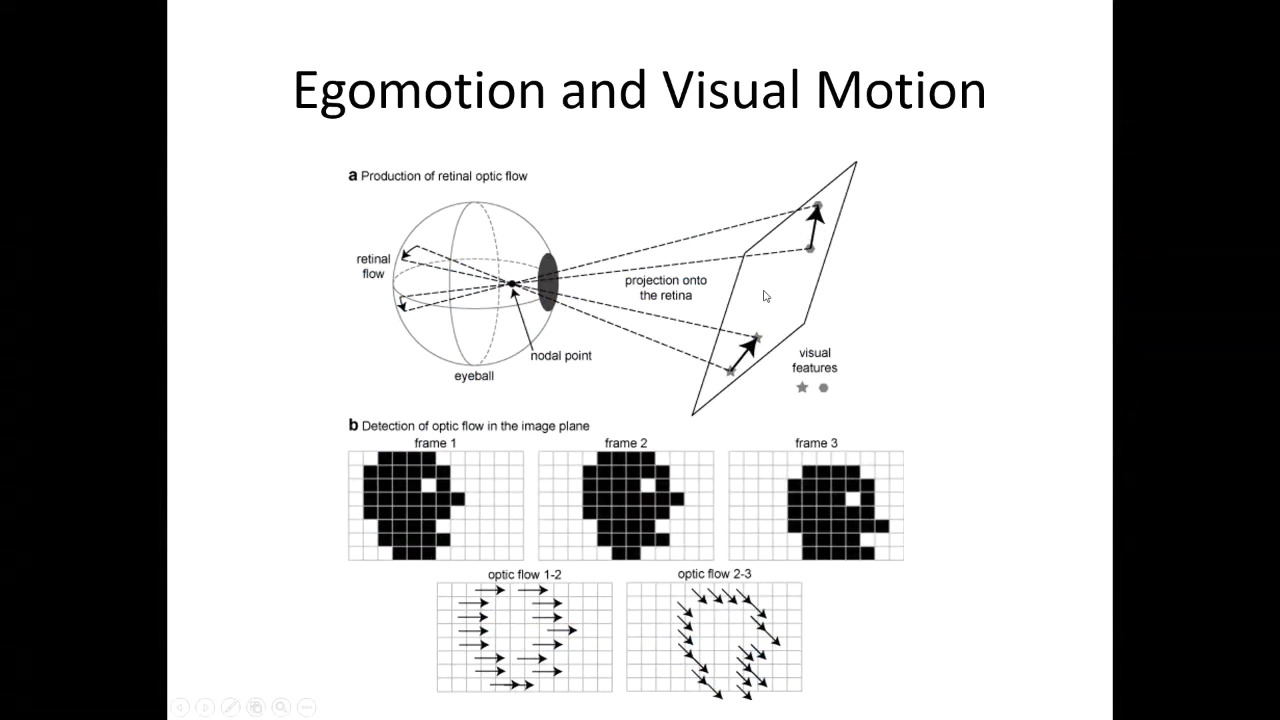 Egomotion and Visual Motion
a Production of retinal optic flow
retinal
flow
projection onto
the retina
nodal point
eyeball
visual
features
b Detection of optic flow in the image plane
frame 1
frame 2
frame 3
optic flow 1-2
optic flow 2-3